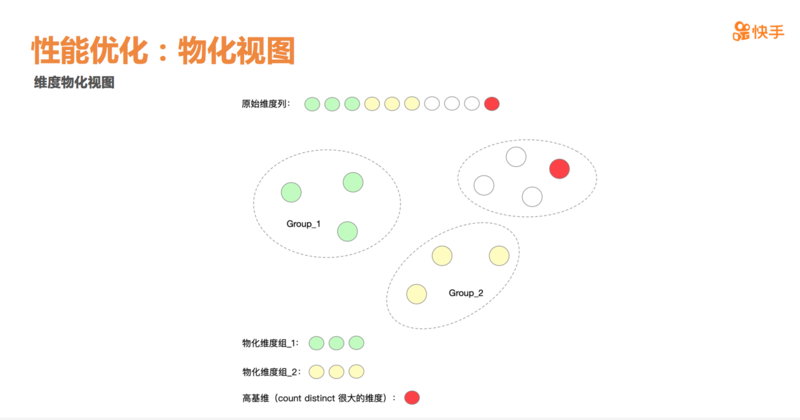 快手
性能优化：物化视图
维度物化视图
原始维度列：
Group_1
Group_2
物化维度组_1：
物化维度组_2：
高基维（count distinct 很大的维度）：